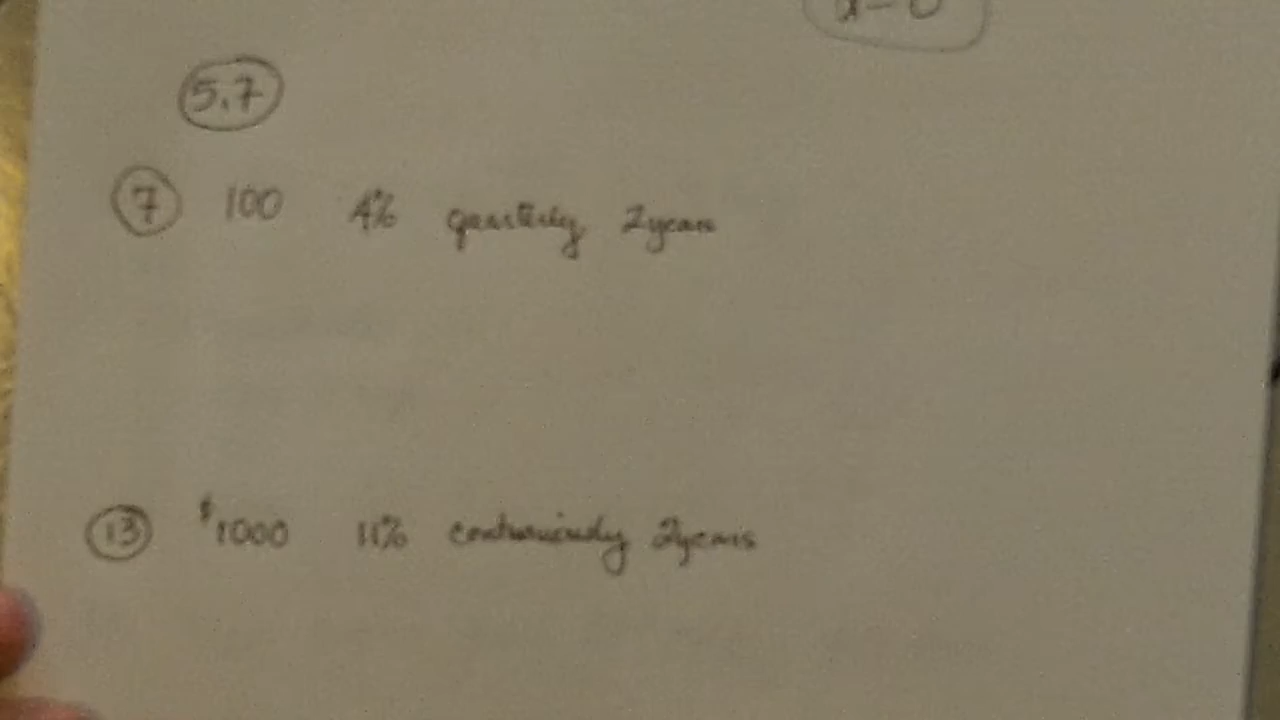 5.7
7 100 4% quarterly 2years
13 $1000 11% continuously 2years